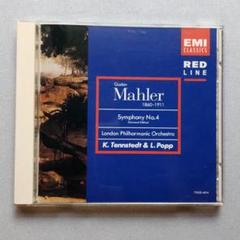 EMI
CLASSICS
RED
LINE
Gustav
Mahler
1860-1911
Symphony No.4
London Philharmonic Orchestra
K. Tennstedt & L. Popp